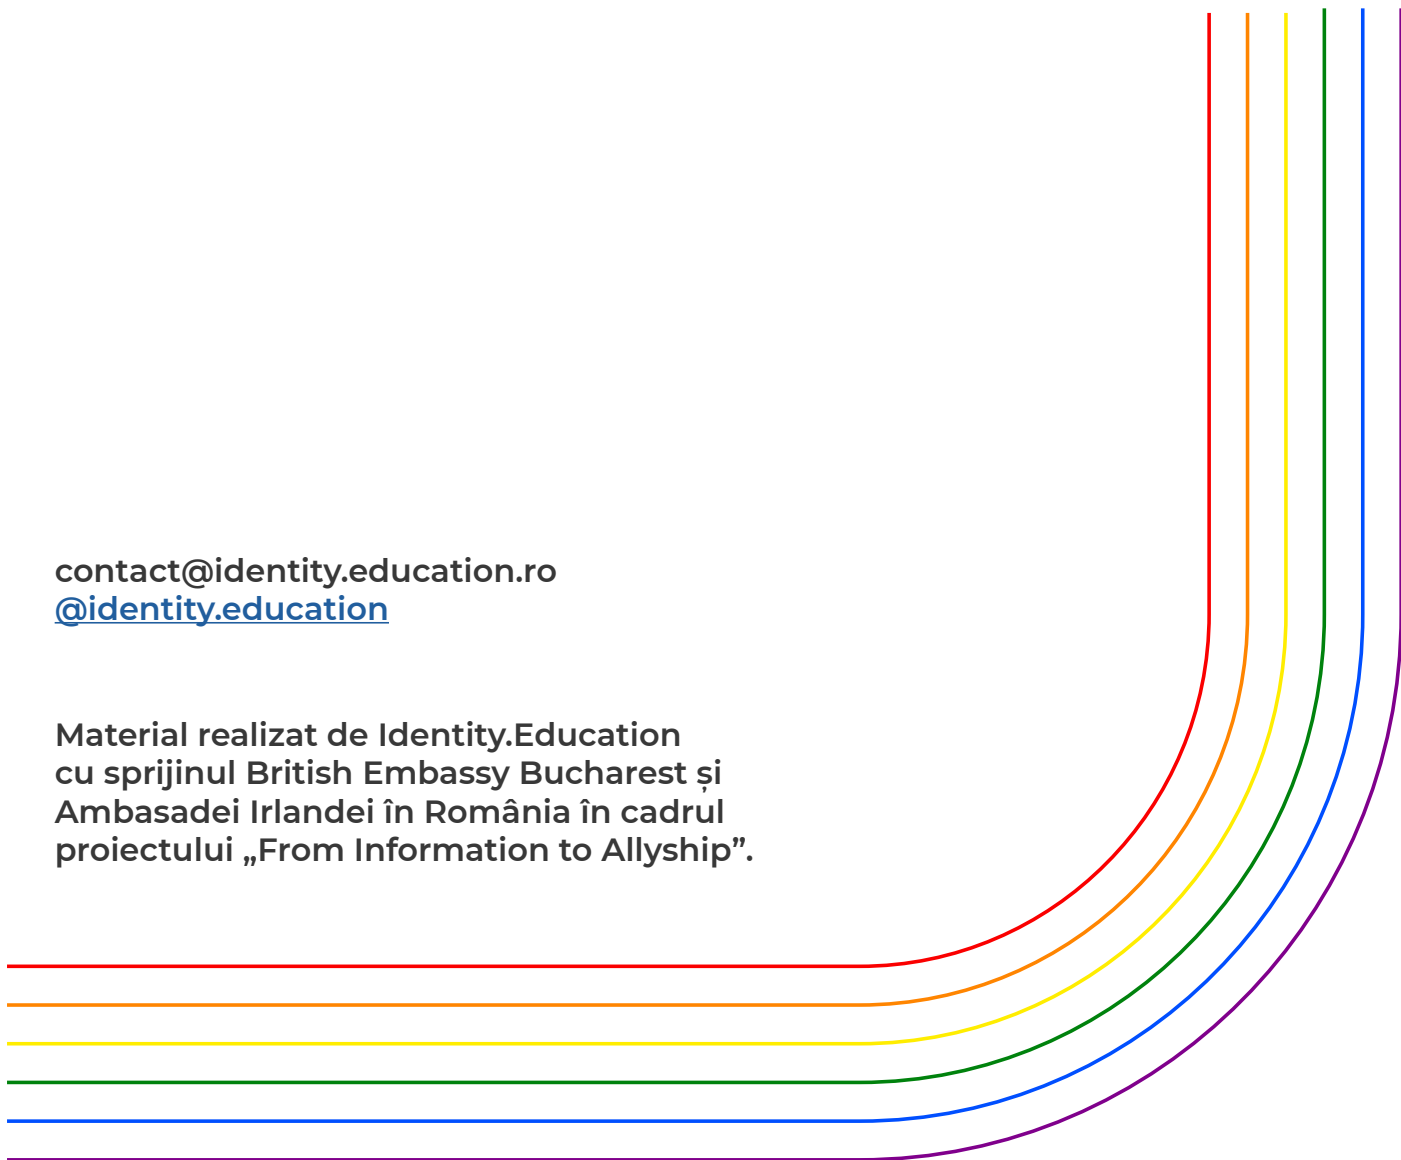 contact@identity.education.ro
@identity.education
Material realizat de Identity.Education
cu sprijinul British Embassy Bucharest și
Ambasadei Irlandei în România în cadrul
proiectului „From Information to Allyship”.